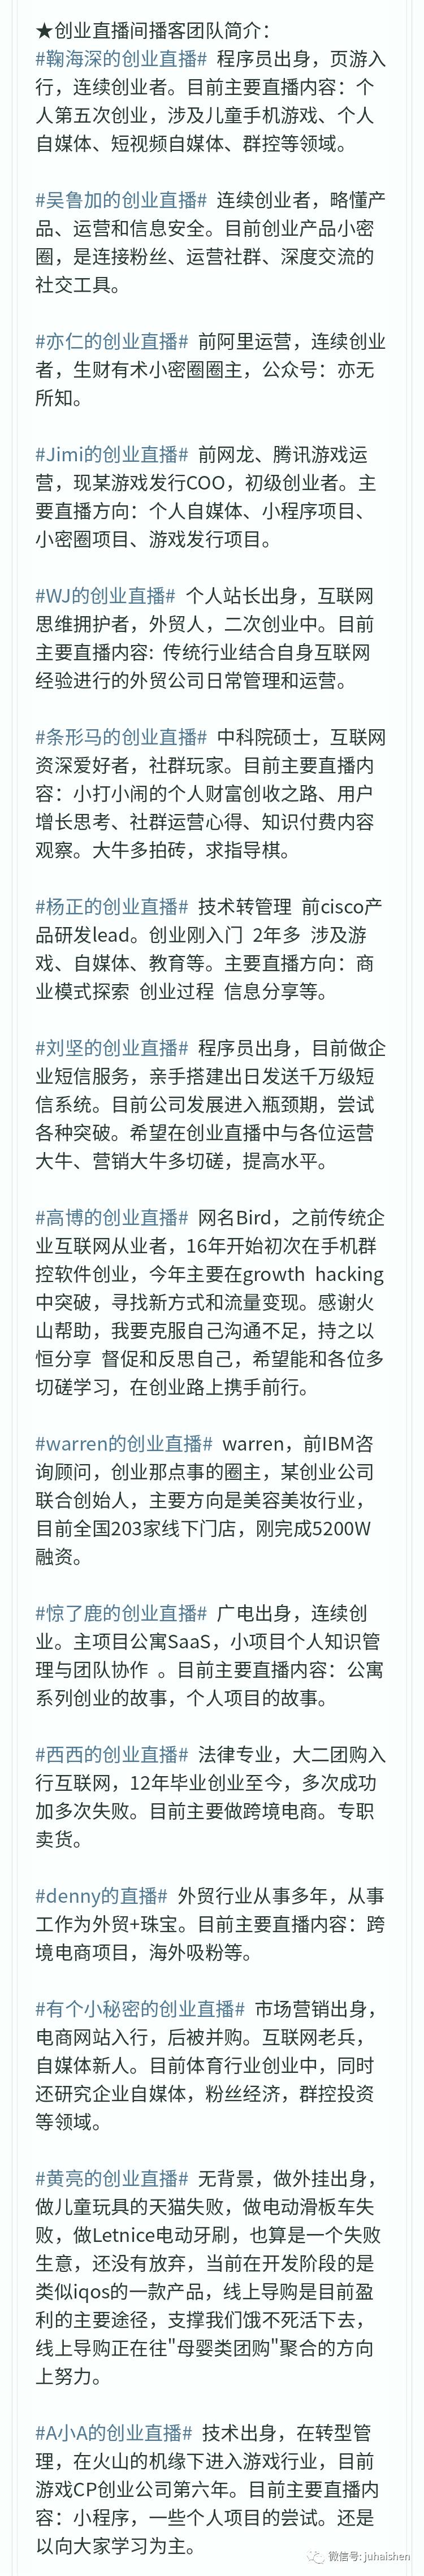 ★创业直播间播客团队简介：
#鞠海深的创业直播# 程序员出身，页游入
行，连续创业者。目前主要直播内容：个
人第五次创业，涉及儿童手机游戏、个人
自媒体、短视频自媒体、群控等领域。
#吴鲁加的创业直播# 连续创业者，略懂产
品、运营和信息安全。目前创业产品小密
圈，是连接粉丝、运营社群、深度交流的
社交工具。
#亦仁的创业直播# 前阿里运营，连续创业
者，生财有术小密圈圈主，公众号：亦无
所知。
#Jimi的创业直播# 前网龙、腾讯游戏运
营，现某游戏发行COO，初级创业者。主
要直播方向：个人自媒体、小程序项目、
小密圈项目、游戏发行项目。
#WJ的创业直播# 个人站长出身，互联网
思维拥护者，外贸人，二次创业中。目前
主要直播内容: 传统行业结合自身互联网
经验进行的外贸公司日常管理和运营。
#条形马的创业直播# 中科院硕士，互联网
资深爱好者，社群玩家。目前主要直播内
容：小打小闹的个人财富创收之路、用户
增长思考、社群运营心得、知识付费内容
观察。大牛多拍砖，求指导棋。
#杨正的创业直播# 技术转管理 前cisco产
品研发lead。创业刚入门 2年多 涉及游
戏、自媒体、教育等。主要直播方向：商
业模式探索 创业过程 信息分享等。
#刘坚的创业直播# 程序员出身，目前做企
业短信服务，亲手搭建出日发送千万级短
信系统。目前公司发展进入瓶颈期，尝试
各种突破。希望在创业直播中与各位运营
大牛、营销大牛多切磋，提高水平。
#高博的创业直播# 网名Bird，之前传统企
业互联网从业者，16年开始初次在手机群
控软件创业，今年主要在growth hacking
中突破，寻找新方式和流量变现。感谢火
山帮助，我要克服自己沟通不足，持之以
恒分享 督促和反思自己，希望能和各位多
切磋学习，在创业路上携手前行。
#warren的创业直播# warren，前IBM咨
询顾问，创业那点事的圈主，某创业公司
联合创始人，主要方向是美容美妆行业，
目前全国203家线下门店，刚完成5200W
融资。
#惊了鹿的创业直播# 广电出身，连续创
业。主项目公寓SaaS，小项目个人知识管
理与团队协作 。目前主要直播内容：公寓
系列创业的故事，个人项目的故事。
#西西的创业直播# 法律专业，大二团购入
行互联网，12年毕业创业至今，多次成功
加多次失败。目前主要做跨境电商。专职
卖货。
#denny的直播# 外贸行业从事多年，从事
工作为外贸+珠宝。目前主要直播内容：跨
境电商项目，海外吸粉等。
#有个小秘密的创业直播# 市场营销出身，
电商网站入行，后被并购。互联网老兵，
自媒体新人。目前体育行业创业中，同时
还研究企业自媒体，粉丝经济，群控投资
等领域。
#黄亮的创业直播# 无背景，做外挂出身，
做儿童玩具的天猫失败，做电动滑板车失
败，做Letnice电动牙刷，也算是一个失败
生意，还没有放弃，当前在开发阶段的是
类似iqos的一款产品，线上导购是目前盈
利的主要途径，支撑我们饿不死活下去，
线上导购正在往"母婴类团购"聚合的方向
上努力。
#A小A的创业直播# 技术出身，在转型管
理，在火山的机缘下进入游戏行业，目前
游戏CP创业公司第六年。目前主要直播内
容：小程序，一些个人项目的尝试。还是
以向大家学习为主。
微信号: juhaishen